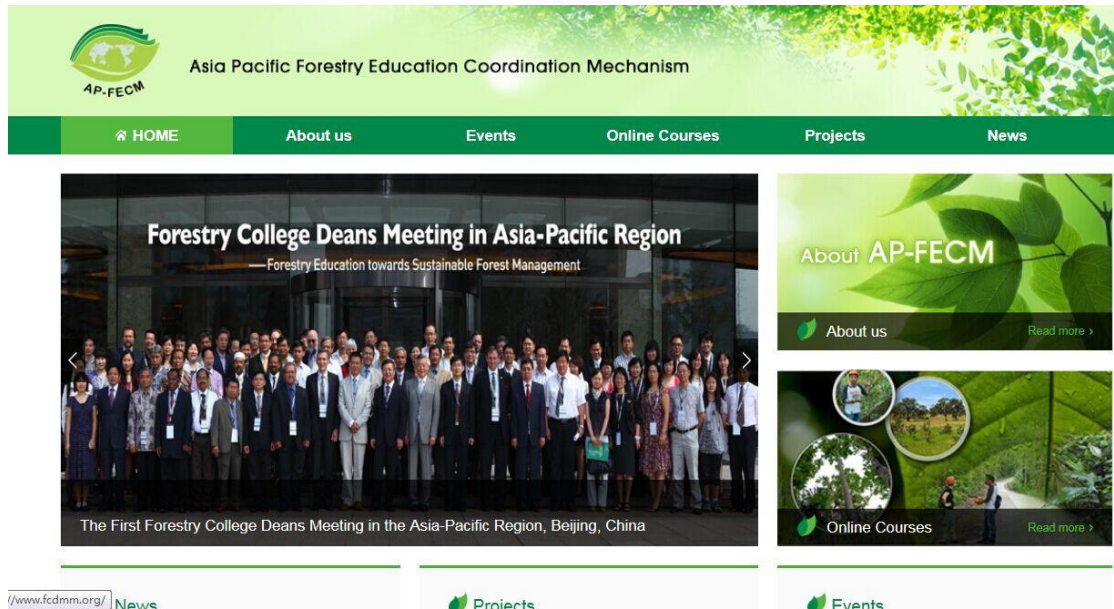 AP-FECM
Asia Pacific Forestry Education Coordination Mechanism
HOME
About us
Events
Online Courses
Projects
News
Forestry College Deans Meeting in Asia-Pacific Region
——Forestry Education towards Sustainable Forest Management
The First Forestry College Deans Meeting in the Asia-Pacific Region, Beijing, China
About AP-FECM
About us
Read more ›
Online Courses
Read more ›
News
Projects
Events
//www.fcdmm.org/